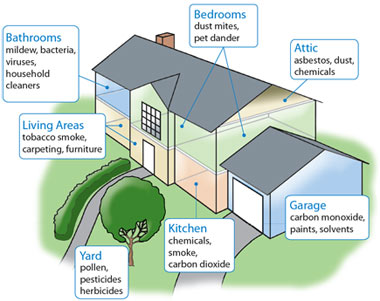 Bathrooms
mildew, bacteria,
viruses,
household
cleaners
Bedrooms
dust mites,
pet dander
Attic
asbestos, dust,
chemicals
Living Areas
tobacco smoke,
carpeting, furniture
Garage
carbon monoxide,
paints, solvents
Kitchen
chemicals,
smoke,
carbon dioxide
Yard
pollen,
pesticides
herbicides